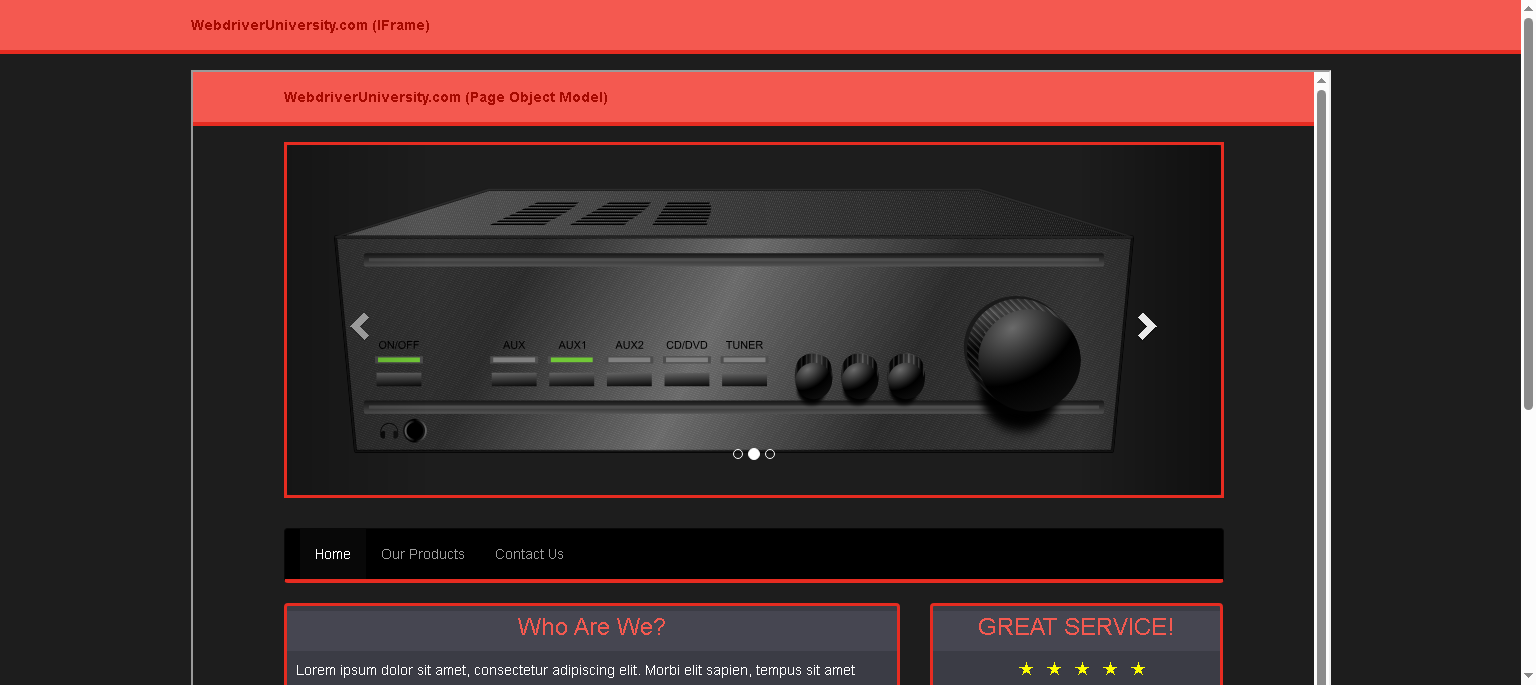 WebdriverUniversity.com (IFrame)
WebdriverUniversity.com (Page Object Model)
ON/OFF AUX AUX1 AUX2 CD/DVD TUNER
Home Our Products Contact Us
Who Are We?
GREAT SERVICE!
Lorem ipsum dolor sit amet, consectetur adipiscing elit. Morbi elit sapien, tempus sit amet